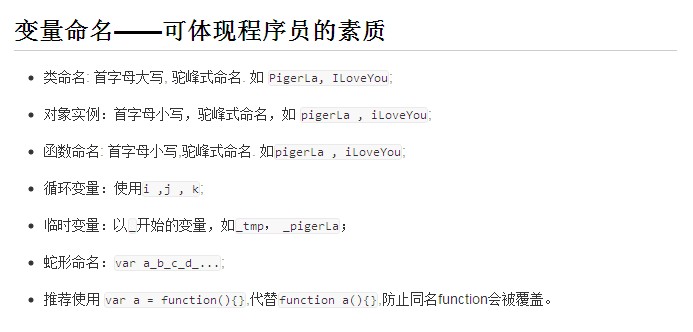 变量命名——可体现程序员的素质
类命名: 首字母大写, 驼峰式命名. 如 PigerLa, ILoveYou;
对象实例：首字母小写，驼峰式命名，如 pigerLa , iLoveYou;
函数命名: 首字母小写,驼峰式命名. 如pigerLa , iLoveYou;
循环变量：使用i ,j , k;
临时变量：以_开始的变量，如_tmp, _pigerLa；
蛇形命名：var a_b_c_d_...;
推荐使用 var a = function(){},代替function a(){},防止同名function会被覆盖。